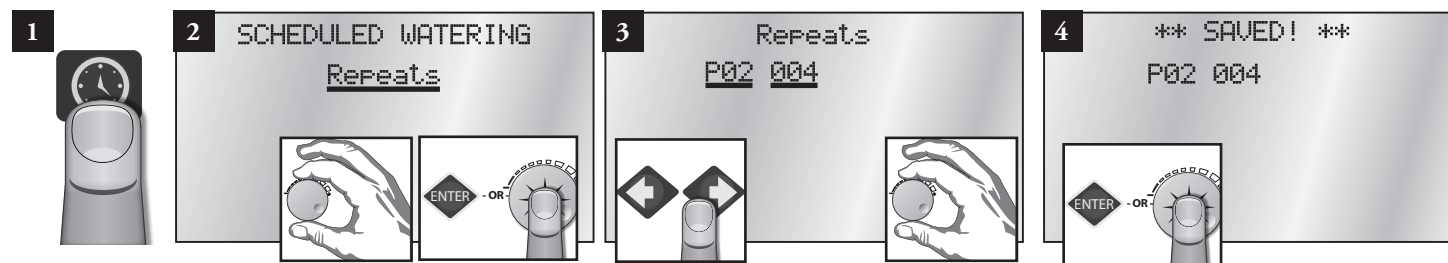 1
2
SCHEDULED WATERING
Repeats
ENTER
- OR -
3
Repeats
P02 004
4
** SAVED! **
P02 004
ENTER
- OR -